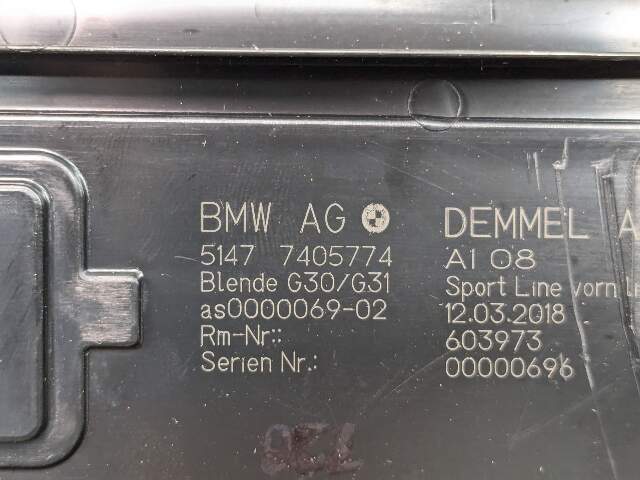 BMW AG
5147 7405774
Blende G30/G31
as0000069-02
Rm-Nr::
Serien Nr.:
DEMMEL A
AI 08
Sport Line vorn
12.03.2018
603973
00000696